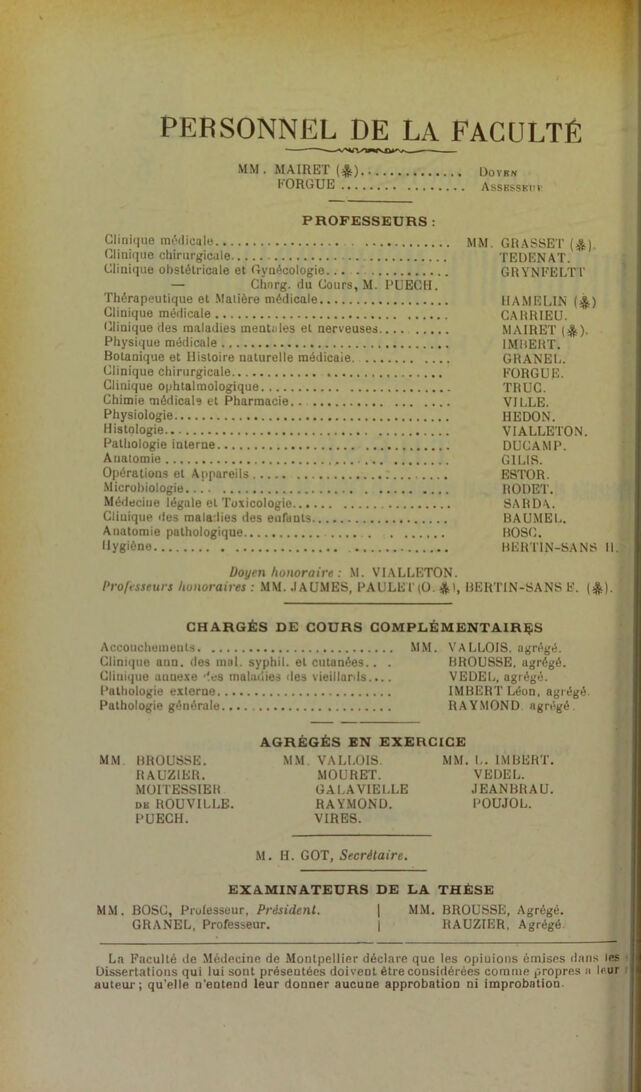 PERSONNEL DE LA FACULTÉ
MM. MAIRET (✻).............. DOYEN
FORGUE ................... ASSESSEUR
PROFESSEURS :
Clinique médicale........................ MM. GRASSET (✻).
Clinique chirurgicale........................ TEDENAT.
Clinique obstétricale et Gynécologie........................ GRYNFELTT
— Charg. du Cours, M. PUECH.
Thérapeutique et Matière médicale........................ HAMELIN (✻)
Clinique médicale........................ CARRIEU.
Clinique des maladies mentales et nerveuses........................ MAIRET (✻).
Physique médicale........................ IMBERT.
Botanique et Histoire naturelle médicale........................ GRANEL.
Clinique chirurgicale........................ FORGUE.
Clinique ophtalmologique........................ TRUC.
Chimie médicale et Pharmacie........................ VILLE.
Physiologie........................ HEDON.
Histologie........................ VIALLETON.
Pathologie interne........................ DUCAMP.
Anatomie........................ GILIS.
Opérations et Appareils........................ ESTOR.
Microbiologie........................ RODET.
Médecine légale et Toxicologie........................ SARDA.
Clinique des maladies des enfants........................ BAUMEL.
Anatomie pathologique........................ BOSC.
Hygiène........................ BERTIN-SANS H.
Doyen honoraire : M. VIALLETON.
Professeurs honoraires : MM. JAUMES, PAULET (O. ✻), BERTIN-SANS E. (✻).
CHARGÉS DE COURS COMPLÉMENTAIRES
Accouchements........................ MM. VALLOIS. agrégé.
Clinique ann. des mal. syphil. et cutanées... BROUSSE, agrégé.
Clinique annexe des maladies des vieillards.... VEDEL, agrégé.
Pathologie externe........................ IMBERT Léon, agrégé.
Pathologie générale........................ RAYMOND. agrégé.
AGRÉGÉS EN EXERCICE
MM. BROUSSE. MM. VALLOIS. MM. L. IMBERT.
RAUZIER. MOURET. VEDEL.
MOITESSIER GALAVIELLE JEANBRAU.
DE ROUVILLE. RAYMOND. POUJOL.
PUECH. VIRES.
M. H. GOT, Secrétaire.
EXAMINATEURS DE LA THÈSE
MM. BOSC, Professeur, Président. | MM. BROUSSE, Agrégé.
GRANEL, Professeur. | RAUZIER, Agrégé
La Faculté de Médecine de Montpellier déclare que les opinions émises dans les
Dissertations qui lui sont présentées doivent être considérées comme propres à leur
auteur; qu'elle n'entend leur donner aucune approbation ni improbation.